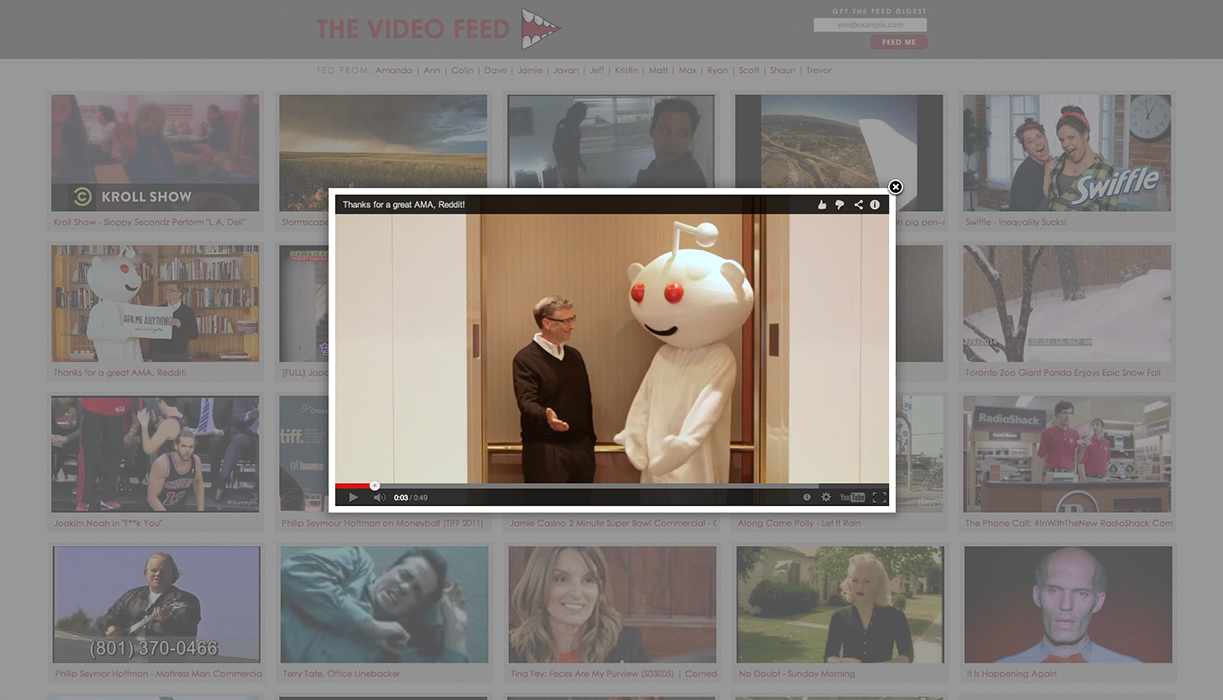 THE VIDEO FEED
GET THE FEED DIGEST
you@example.com
FEED ME
FED FROM: Amanda | Ann | Colin | Dave | Jamie | Javan | Jeff | Kristin | Matt | Max | Ryan | Scott | Shaun | Trevor
KROLL SHOW
Swiffle
Kroll Show - Sloppy Secondz Perform "L.A. Deli"
Stormscape
in pig pen--
Swiffle - Inequality Sucks!
Thanks for a great AMA, Reddit!
ASK ME ANYTHING
Thanks for a great AMA, Reddit!
[FULL] Japa
Toronto Zoo Giant Panda Enjoys Epic Snow Fall
0:03 / 0:49
YouTube
tiff.
RadioShack
Joakim Noah in "F**k You"
Philip Seymour Hoffman on Moneyball (TIFF 2011)
Jamie Casino 2 Minute Super Bowl Commercial -
Along Came Polly - Let It Rain
The Phone Call: #InWithTheNew RadioShack Com
(801) 370-0466
Philip Seymor Hoffman - Mattress Man Commercia
Terry Tate, Office Linebacker
Tina Fey: Feces Are My Purview (S03E05) | Comed
No Doubt - Sunday Morning
It Is Happening Again